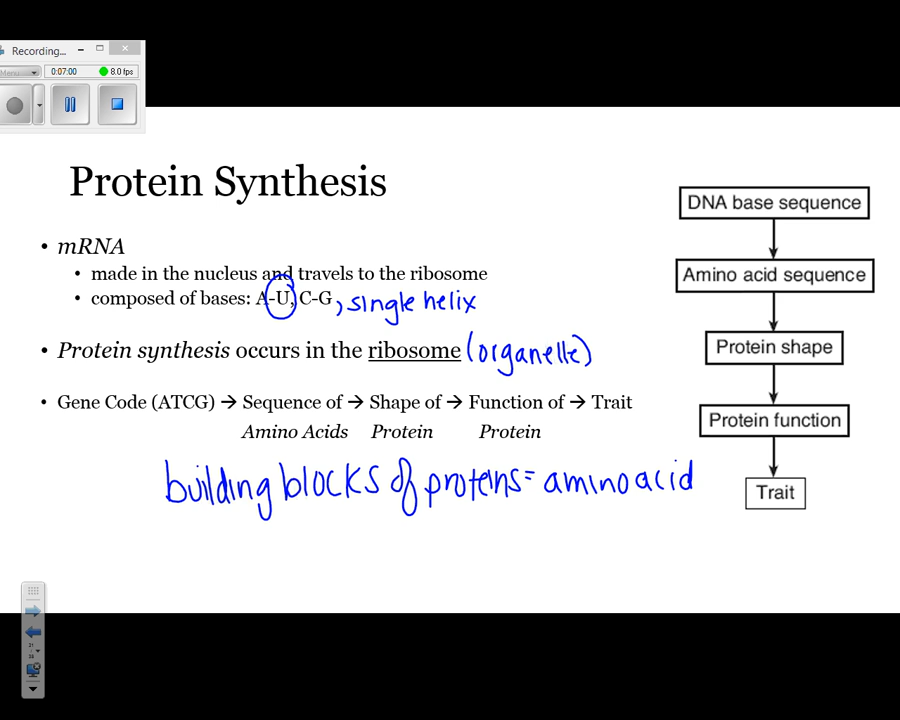 Recording...
Menu
0:07:00
8.0 fps
Protein Synthesis
• mRNA
• made in the nucleus and travels to the ribosome
• composed of bases: A-U, C-G , single helix
• Protein synthesis occurs in the ribosome (organelle)
• Gene Code (ATCG) → Sequence of → Shape of → Function of → Trait
Amino Acids Protein Protein
building blocks of proteins = amino acid
DNA base sequence
Amino acid sequence
Protein shape
Protein function
Trait